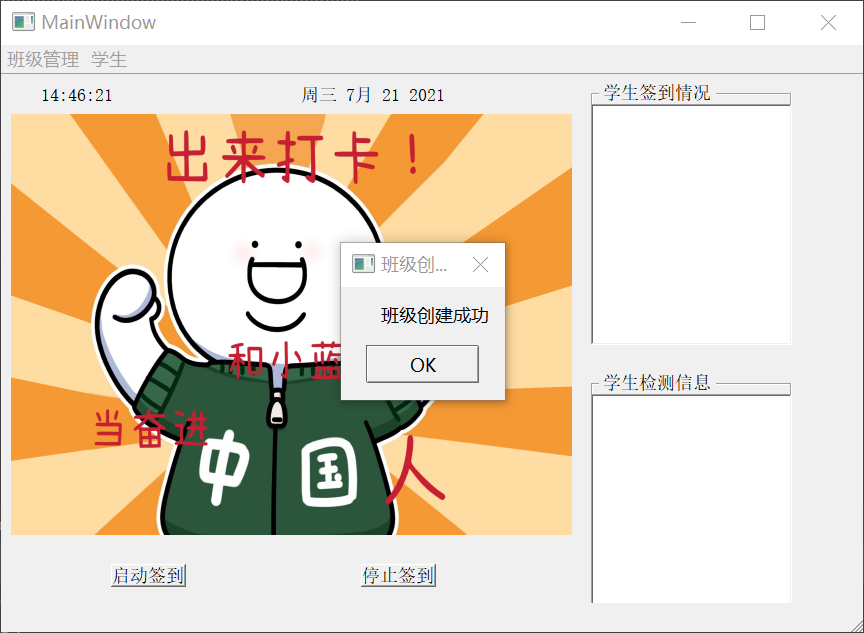 MainWindow
班级管理 学生
14:46:21
周三 7月 21 2021
学生签到情况
出来打卡！
班级创...
班级创建成功
OK
和小蓝
学生检测信息
当奋进
中国人
启动签到
停止签到